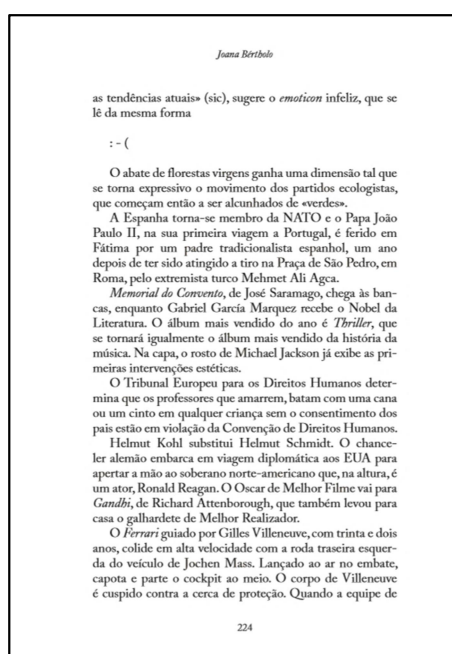 Joana Bértholo
as tendências atuais» (sic), sugere o emoticon infeliz, que se
lê da mesma forma
: - (
O abate de florestas virgens ganha uma dimensão tal que
se torna expressivo o movimento dos partidos ecologistas,
que começam então a ser alcunhados de «verdes».
A Espanha torna-se membro da NATO e o Papa João
Paulo II, na sua primeira viagem a Portugal, é ferido em
Fátima por um padre tradicionalista espanhol, um ano
depois de ter sido atingido a tiro na Praça de São Pedro, em
Roma, pelo extremista turco Mehmet Ali Agca.
Memorial do Convento, de José Saramago, chega às ban-
cas, enquanto Gabriel García Marquez recebe o Nobel da
Literatura. O álbum mais vendido do ano é Thriller, que
se tornará igualmente o álbum mais vendido da história da
música. Na capa, o rosto de Michael Jackson já exibe as pri-
meiras intervenções estéticas.
O Tribunal Europeu para os Direitos Humanos deter-
mina que os professores que amarrem, batam com uma cana
ou um cinto em qualquer criança sem o consentimento dos
pais estão em violação da Convenção de Direitos Humanos.
Helmut Kohl substitui Helmut Schmidt. O chance-
ler alemão embarca em viagem diplomática aos EUA para
apertar a mão ao soberano norte-americano que, na altura, é
um ator, Ronald Reagan. O Oscar de Melhor Filme vai para
Gandhi, de Richard Attenborough, que também levou para
casa o galhardete de Melhor Realizador.
O Ferrari guiado por Gilles Villeneuve, com trinta e dois
anos, colide em alta velocidade com a roda traseira esquer-
da do veículo de Jochen Mass. Lançado ao ar no embate,
capota e parte o cockpit ao meio. O corpo de Villeneuve
é cuspido contra a cerca de proteção. Quando a equipe de
224